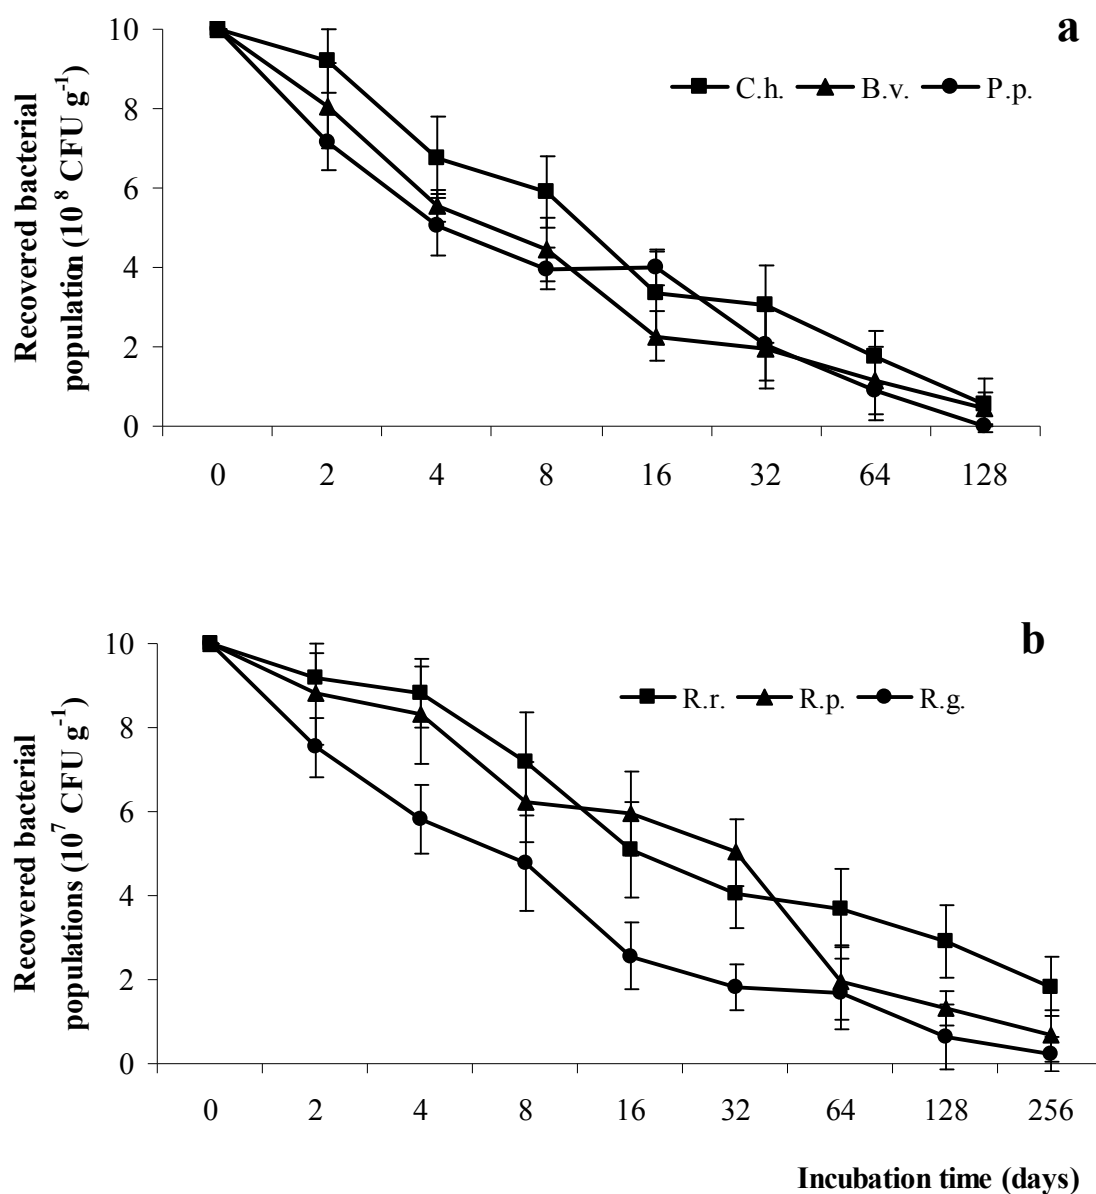 a
10
8
6
4
2
0
C.h. B.v. P.p.
Recovered bacterial
population (10 8 CFU g-1)
0 2 4 8 16 32 64 128
b
10
8
6
4
2
0
R.r. R.p. R.g.
Recovered bacterial
populations (107 CFU g-1)
0 2 4 8 16 32 64 128 256
Incubation time (days)